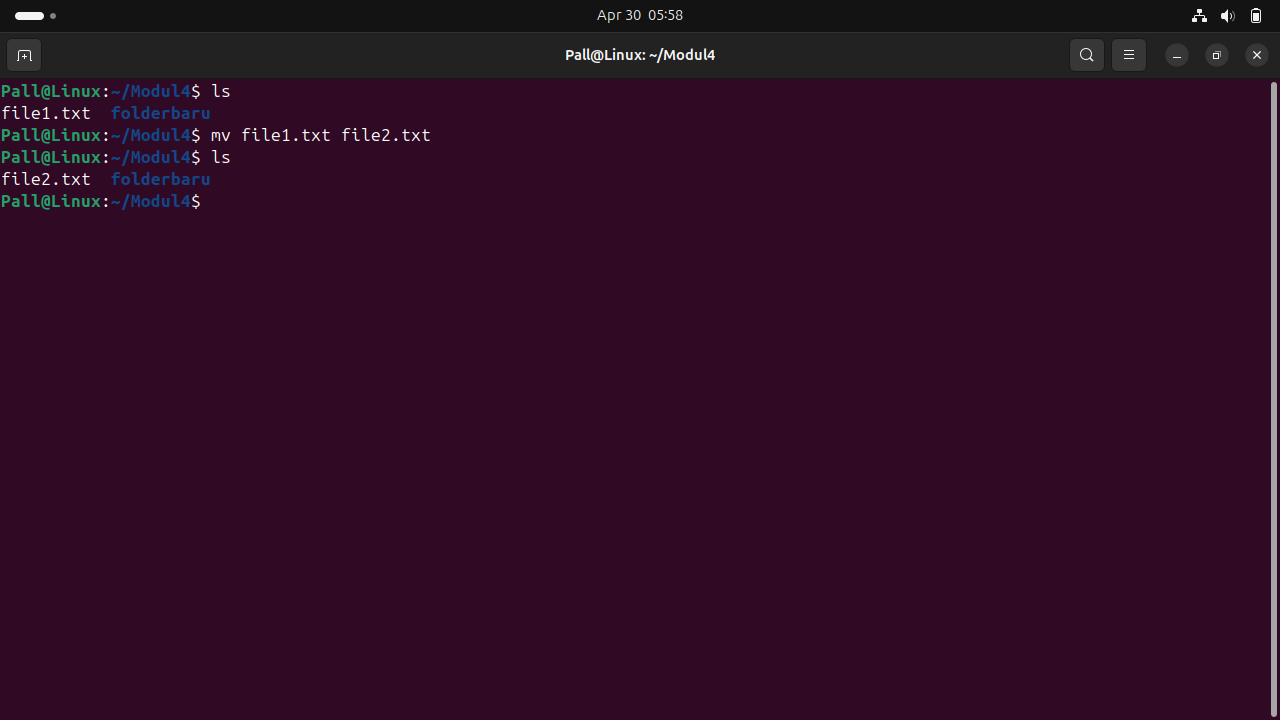 Apr 30 05:58
Pall@Linux: ~/Modul4
Pall@Linux:~/Modul4$ ls
file1.txt  folderbaru
Pall@Linux:~/Modul4$ mv file1.txt file2.txt
Pall@Linux:~/Modul4$ ls
file2.txt  folderbaru
Pall@Linux:~/Modul4$